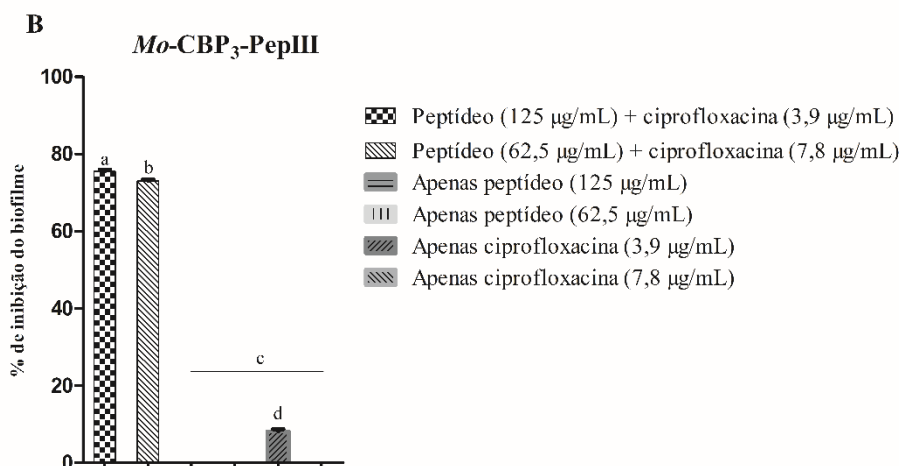 B
Mo-CBP₃-PepIII
% de inibição do biofilme
100
80
60
40
20
0
a
b
c
d
Peptídeo (125 µg/mL) + ciprofloxacina (3,9 µg/mL)
Peptídeo (62,5 µg/mL) + ciprofloxacina (7,8 µg/mL)
Apenas peptídeo (125 µg/mL)
Apenas peptídeo (62,5 µg/mL)
Apenas ciprofloxacina (3,9 µg/mL)
Apenas ciprofloxacina (7,8 µg/mL)